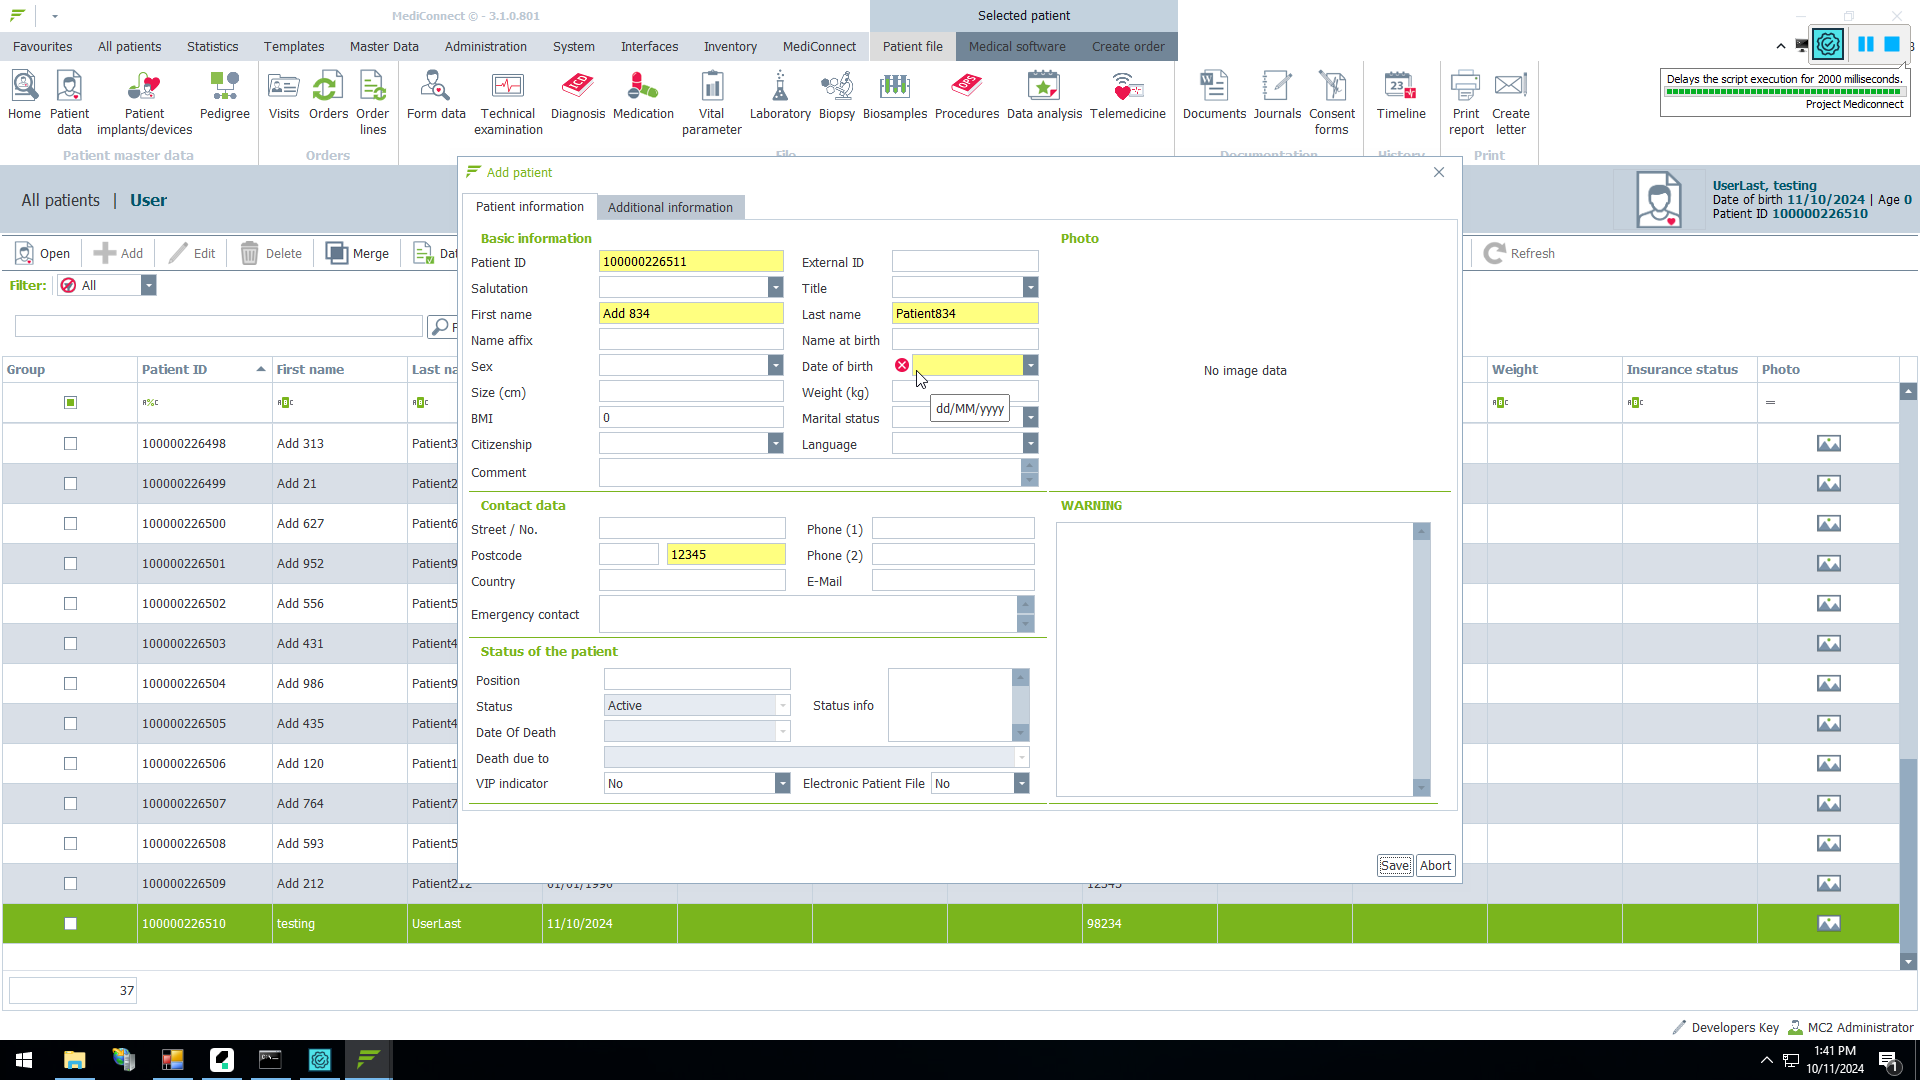 MediConnect © - 3.1.0.801
Selected patient
Favourites All patients Statistics Templates Master Data Administration System Interfaces Inventory MediConnect Patient file Medical software Create order
Delays the script execution for 2000 milliseconds.
Project Mediconnect
Home Patient data Patient implants/devices Pedigree Visits Orders Order lines Form data Technical examination Diagnosis Medication Vital parameter Laboratory Biopsy Biosamples Procedures Data analysis Telemedicine Documents Journals Consent forms Timeline Print report Create letter
Patient master data Orders File Documentation History Print
All patients | User
UserLast, testing
Date of birth 11/10/2024 | Age 0
Patient ID 100000226510
Open Add Edit Delete Merge Dat Refresh
Filter: All
Add patient
Patient information Additional information
Basic information Photo
Patient ID 100000226511 External ID
Salutation Title
First name Add 834 Last name Patient834
Name affix Name at birth
Sex Date of birth
No image data
Size (cm) Weight (kg)
dd/MM/yyyy
BMI 0 Marital status
Citizenship Language
Comment
Contact data WARNING
Street / No. Phone (1)
Postcode 12345 Phone (2)
Country E-Mail
Emergency contact
Status of the patient
Position
Status Active Status info
Date Of Death
Death due to
VIP indicator No Electronic Patient File No
Save Abort
Group Patient ID First name Last na Weight Insurance status Photo
100000226498 Add 313 Patient3
100000226499 Add 21 Patient2
100000226500 Add 627 Patient6
100000226501 Add 952 Patient9
100000226502 Add 556 Patient5
100000226503 Add 431 Patient4
100000226504 Add 986 Patient9
100000226505 Add 435 Patient4
100000226506 Add 120 Patient1
100000226507 Add 764 Patient7
100000226508 Add 593 Patient5
100000226509 Add 212 Patient212 01/01/1990 12345
100000226510 testing UserLast 11/10/2024 98234
37
Developers Key MC2 Administrator
1:41 PM
10/11/2024
1